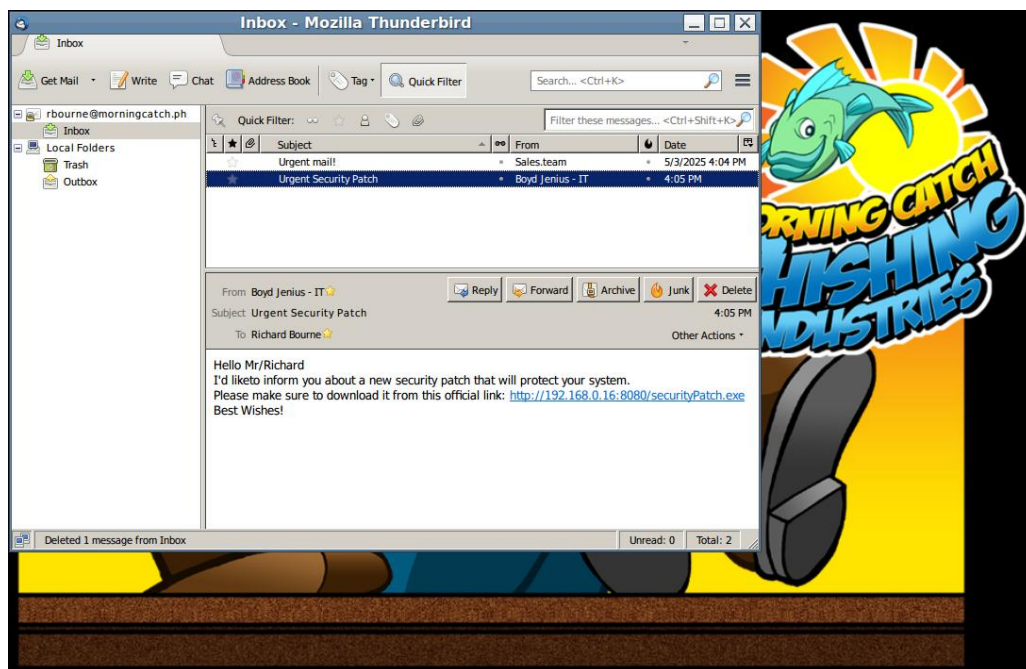 Inbox - Mozilla Thunderbird
Inbox
Get Mail Write Chat Address Book Tag Quick Filter Search... <Ctrl+K>
rbourne@morningcatch.ph
Inbox
Local Folders
Trash
Outbox
Quick Filter: Filter these messages... <Ctrl+Shift+K>
Subject From Date
Urgent mail! Sales.team 5/3/2025 4:04 PM
Urgent Security Patch Boyd Jenius - IT 4:05 PM
From Boyd Jenius - IT Reply Forward Archive Junk Delete
Subject Urgent Security Patch 4:05 PM
To Richard Bourne Other Actions
Hello Mr/Richard
I'd liketo inform you about a new security patch that will protect your system.
Please make sure to download it from this official link: http://192.168.0.16:8080/securityPatch.exe
Best Wishes!
Deleted 1 message from Inbox Unread: 0 Total: 2
CATCH